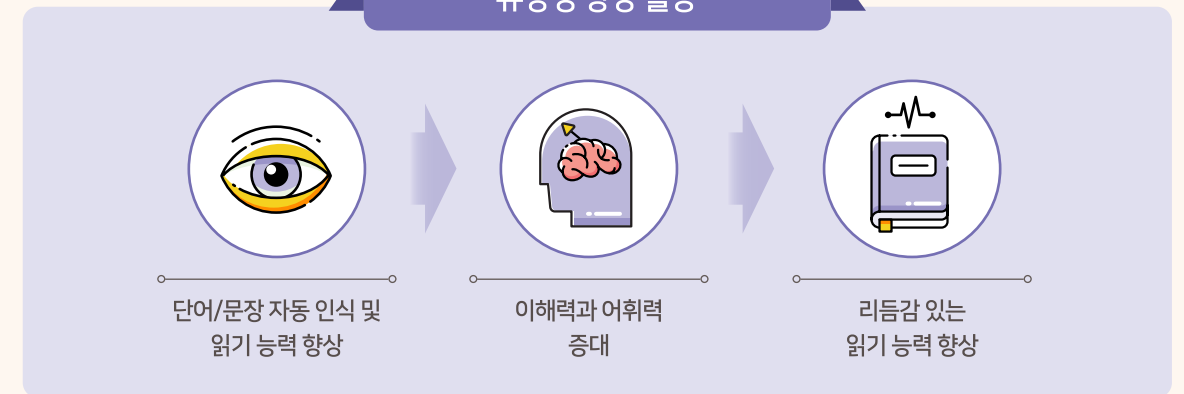 단어/문장 자동 인식 및
읽기 능력 향상
이해력과 어휘력
증대
리듬감 있는
읽기 능력 향상